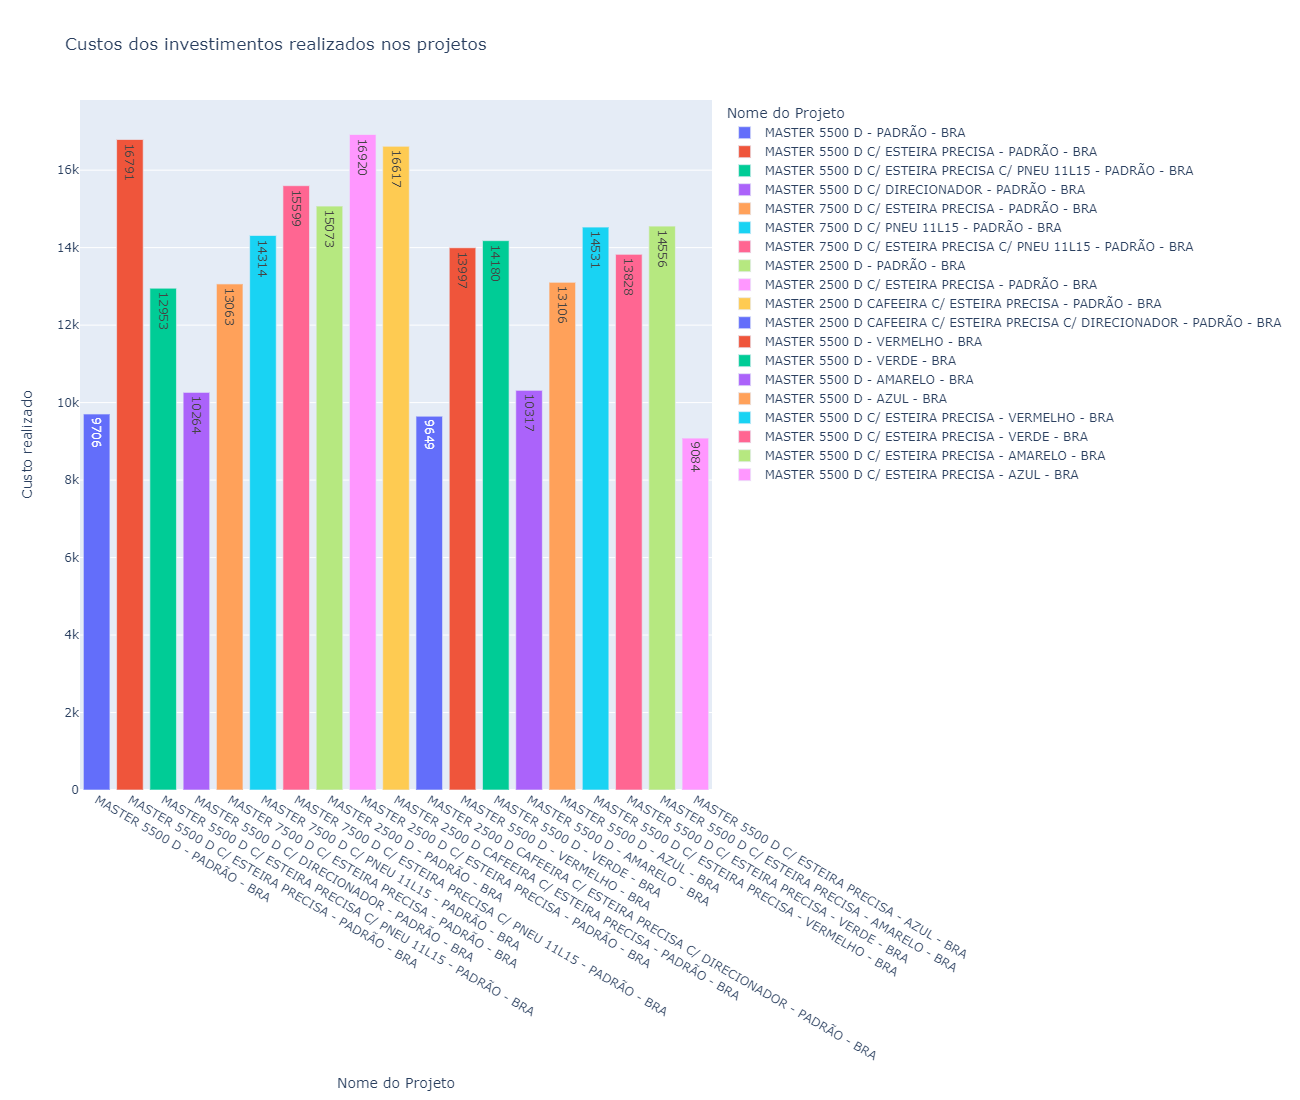 Custos dos investimentos realizados nos projetos
Custo realizado
16k
14k
12k
10k
8k
6k
4k
2k
0
9706
16791
12953
10264
13063
14314
15599
15073
16920
16617
9649
13997
14180
10317
13106
14531
13828
14556
9084
MASTER 5500 D - PADRÃO - BRA
MASTER 5500 D C/ ESTEIRA PRECISA - PADRÃO - BRA
MASTER 5500 D C/ ESTEIRA PRECISA C/ PNEU 11L15 - PADRÃO - BRA
MASTER 5500 D C/ DIRECIONADOR - PADRÃO - BRA
MASTER 7500 D C/ ESTEIRA PRECISA - PADRÃO - BRA
MASTER 7500 D C/ PNEU 11L15 - PADRÃO - BRA
MASTER 7500 D C/ ESTEIRA PRECISA C/ PNEU 11L15 - PADRÃO - BRA
MASTER 2500 D - PADRÃO - BRA
MASTER 2500 D C/ ESTEIRA PRECISA - PADRÃO - BRA
MASTER 2500 D CAFEEIRA C/ ESTEIRA PRECISA - PADRÃO - BRA
MASTER 2500 D CAFEEIRA C/ ESTEIRA PRECISA C/ DIRECIONADOR - PADRÃO - BRA
MASTER 5500 D - VERMELHO - BRA
MASTER 5500 D - VERDE - BRA
MASTER 5500 D - AMARELO - BRA
MASTER 5500 D - AZUL - BRA
MASTER 5500 D C/ ESTEIRA PRECISA - VERMELHO - BRA
MASTER 5500 D C/ ESTEIRA PRECISA - VERDE - BRA
MASTER 5500 D C/ ESTEIRA PRECISA - AMARELO - BRA
MASTER 5500 D C/ ESTEIRA PRECISA - AZUL - BRA
Nome do Projeto
Nome do Projeto
MASTER 5500 D - PADRÃO - BRA
MASTER 5500 D C/ ESTEIRA PRECISA - PADRÃO - BRA
MASTER 5500 D C/ ESTEIRA PRECISA C/ PNEU 11L15 - PADRÃO - BRA
MASTER 5500 D C/ DIRECIONADOR - PADRÃO - BRA
MASTER 7500 D C/ ESTEIRA PRECISA - PADRÃO - BRA
MASTER 7500 D C/ PNEU 11L15 - PADRÃO - BRA
MASTER 7500 D C/ ESTEIRA PRECISA C/ PNEU 11L15 - PADRÃO - BRA
MASTER 2500 D - PADRÃO - BRA
MASTER 2500 D C/ ESTEIRA PRECISA - PADRÃO - BRA
MASTER 2500 D CAFEEIRA C/ ESTEIRA PRECISA - PADRÃO - BRA
MASTER 2500 D CAFEEIRA C/ ESTEIRA PRECISA C/ DIRECIONADOR - PADRÃO - BRA
MASTER 5500 D - VERMELHO - BRA
MASTER 5500 D - VERDE - BRA
MASTER 5500 D - AMARELO - BRA
MASTER 5500 D - AZUL - BRA
MASTER 5500 D C/ ESTEIRA PRECISA - VERMELHO - BRA
MASTER 5500 D C/ ESTEIRA PRECISA - VERDE - BRA
MASTER 5500 D C/ ESTEIRA PRECISA - AMARELO - BRA
MASTER 5500 D C/ ESTEIRA PRECISA - AZUL - BRA